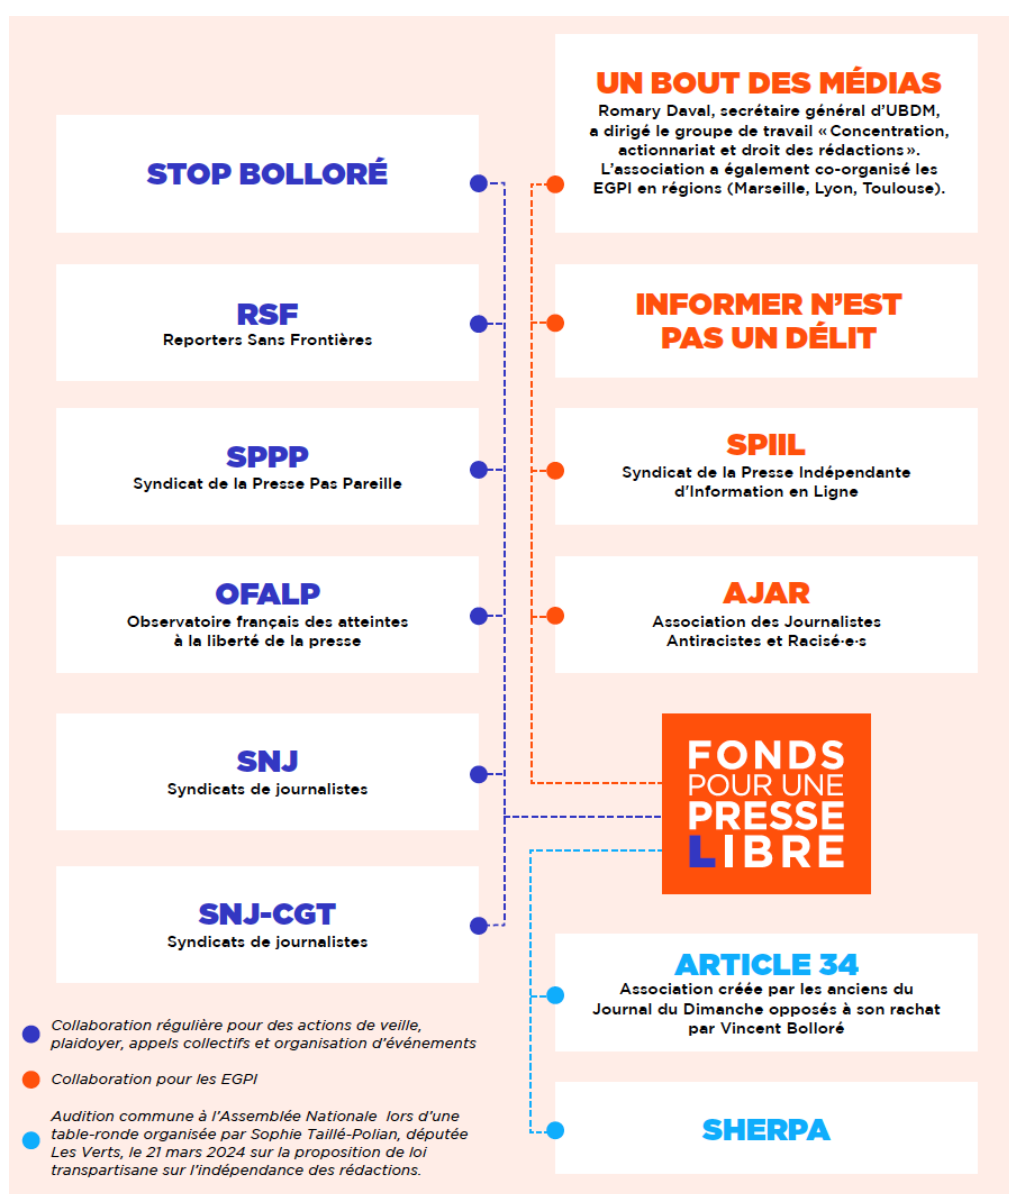 STOP BOLLORÉ
RSF
Reporters Sans Frontières
SPPP
Syndicat de la Presse Pas Pareille
OFALP
Observatoire français des atteintes
à la liberté de la presse
SNJ
Syndicats de journalistes
SNJ-CGT
Syndicats de journalistes
UN BOUT DES MÉDIAS
Romary Daval, secrétaire général d’UBDM,
a dirigé le groupe de travail « Concentration,
actionnariat et droit des rédactions ».
L’association a également co-organisé les
EGPI en régions (Marseille, Lyon, Toulouse).
INFORMER N’EST
PAS UN DÉLIT
SPIIL
Syndicat de la Presse Indépendante
d’Information en Ligne
AJAR
Association des Journalistes
Antiracistes et Racisé·e·s
FONDS
POUR UNE
PRESSE
LIBRE
ARTICLE 34
Association créée par les anciens du
Journal du Dimanche opposés à son rachat
par Vincent Bolloré
SHERPA
Collaboration régulière pour des actions de veille,
plaidoyer, appels collectifs et organisation d’événements
Collaboration pour les EGPI
Audition commune à l’Assemblée Nationale lors d’une
table-ronde organisée par Sophie Taillé-Polian, députée
Les Verts, le 21 mars 2024 sur la proposition de loi
transpartisane sur l’indépendance des rédactions.